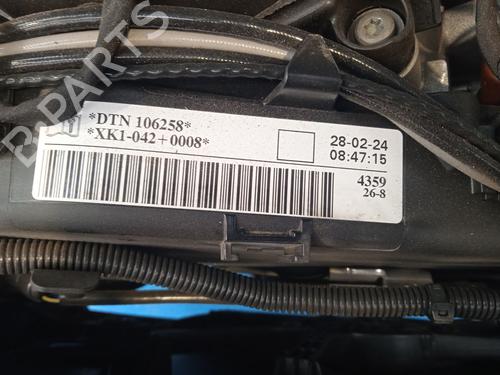 B-PARTS
*DTN 106258*
*XK1-042+0008*
28-02-24
08:47:15
4359
26-8